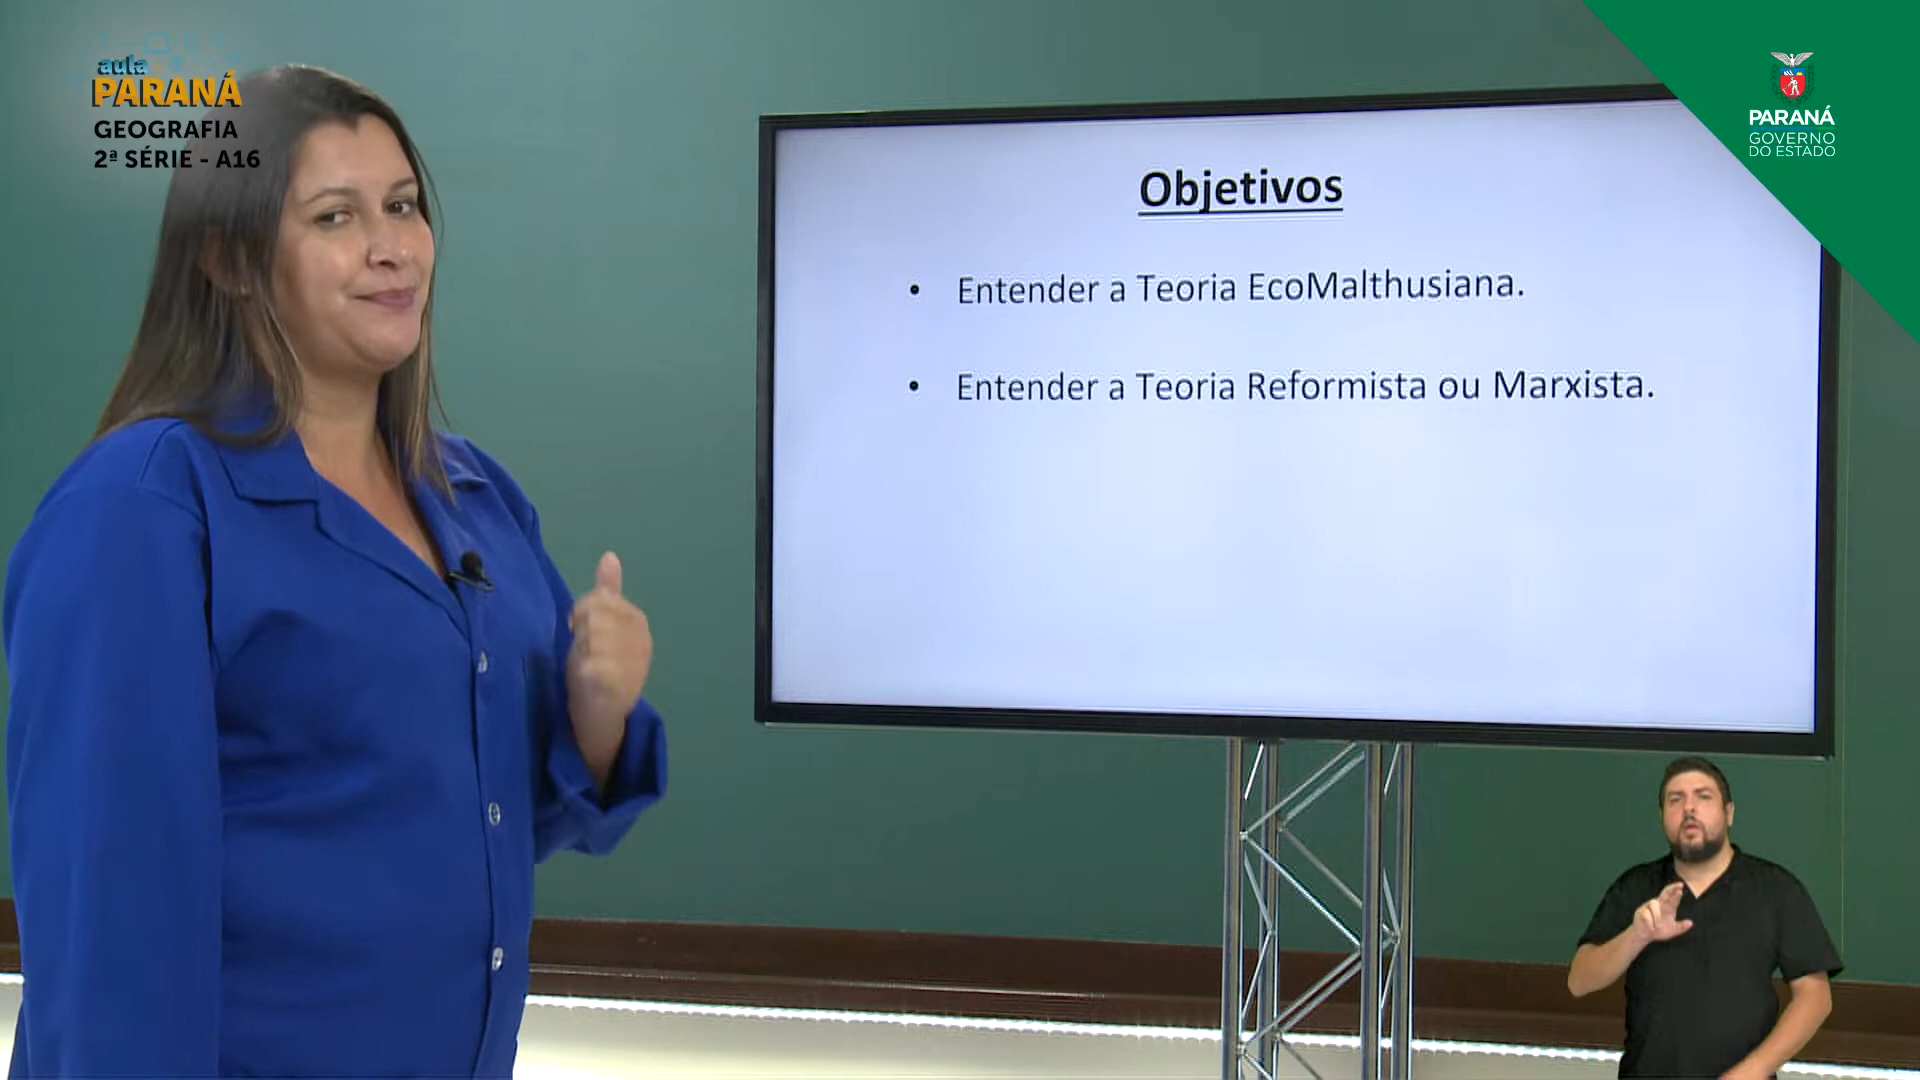 aula
PARANÁ
GEOGRAFIA
2ª SÉRIE - A16
PARANÁ
GOVERNO
DO ESTADO
Objetivos
• Entender a Teoria EcoMalthusiana.
• Entender a Teoria Reformista ou Marxista.